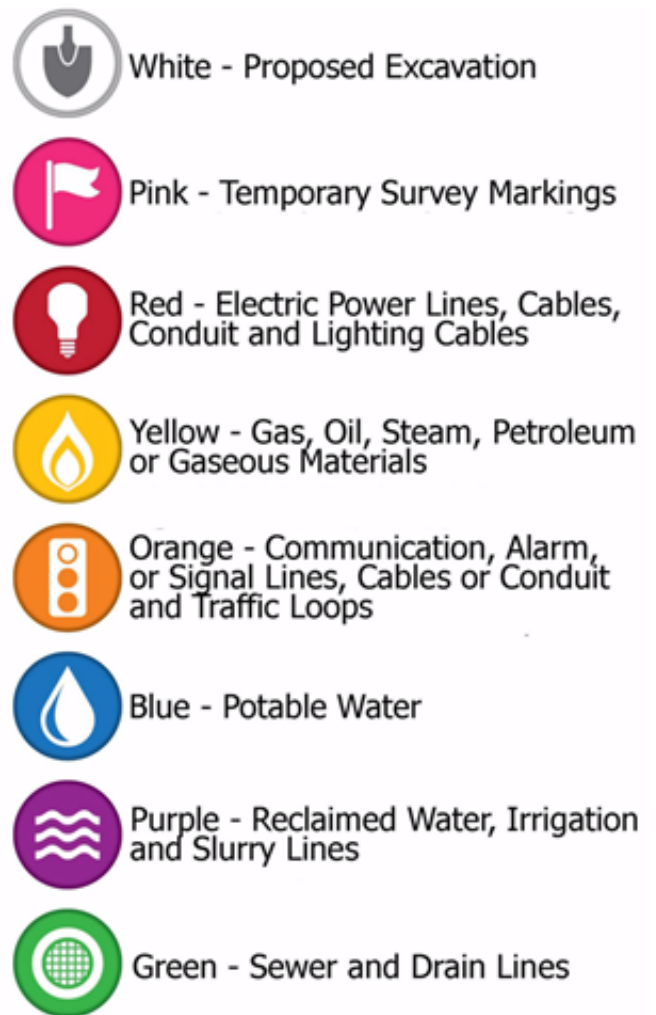 White - Proposed Excavation
Pink - Temporary Survey Markings
Red - Electric Power Lines, Cables,
Conduit and Lighting Cables
Yellow - Gas, Oil, Steam, Petroleum
or Gaseous Materials
Orange - Communication, Alarm,
or Signal Lines, Cables or Conduit
and Traffic Loops
Blue - Potable Water
Purple - Reclaimed Water, Irrigation
and Slurry Lines
Green - Sewer and Drain Lines